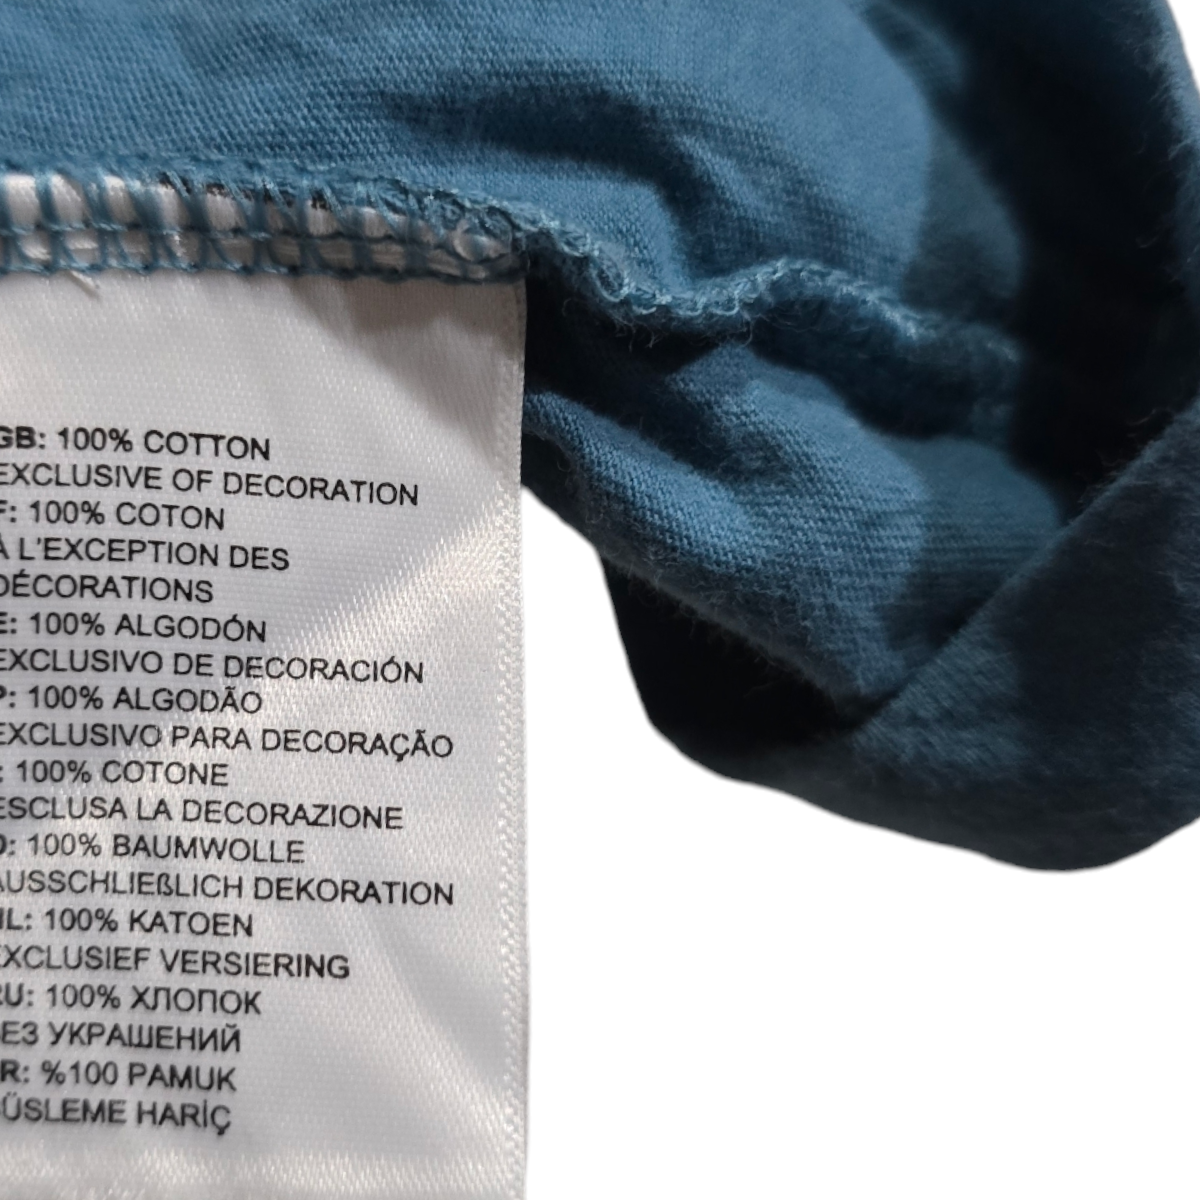 GB: 100% COTTON
EXCLUSIVE OF DECORATION
F: 100% COTON
À L'EXCEPTION DES
DÉCORATIONS
E: 100% ALGODÓN
EXCLUSIVO DE DECORACIÓN
P: 100% ALGODÃO
EXCLUSIVO PARA DECORAÇÃO
: 100% COTONE
ESCLUSA LA DECORAZIONE
D: 100% BAUMWOLLE
AUSSCHLIEßLICH DEKORATION
NL: 100% KATOEN
EXCLUSIEF VERSIERING
RU: 100% ХЛОПОК
БЕЗ УКРАШЕНИЙ
R: %100 PAMUK
ÜSLEME HARİÇ